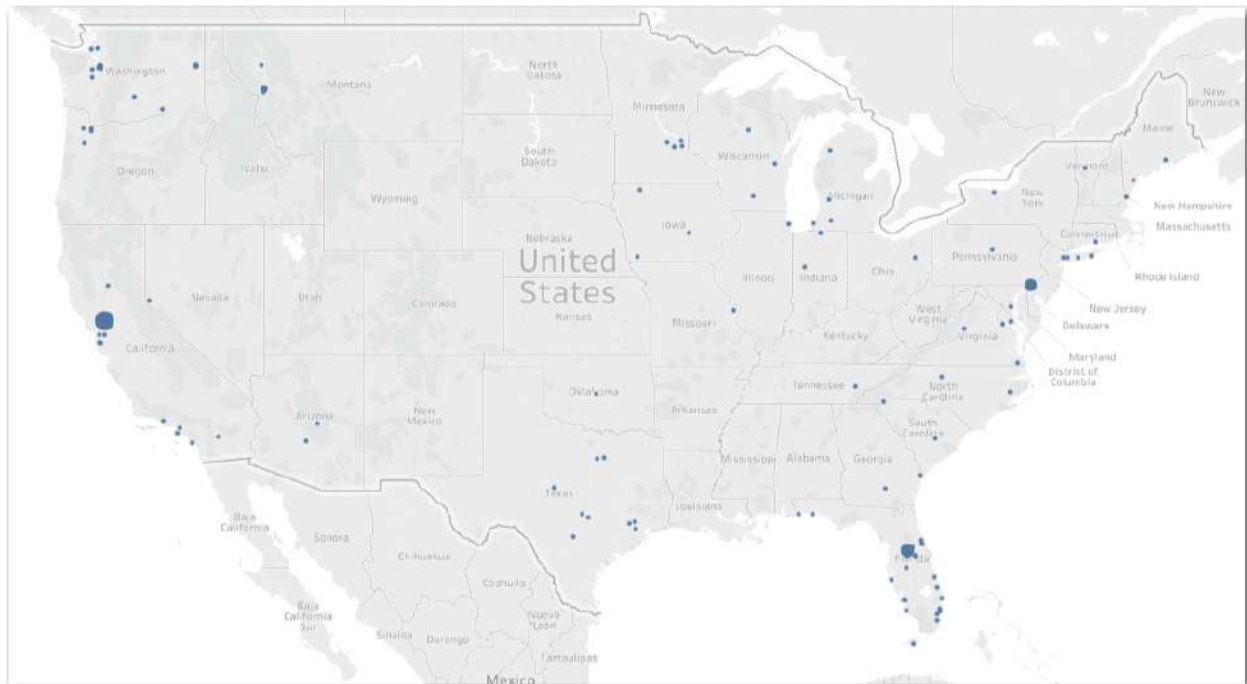 Washington
Montana
North
Dakota
Minnesota
New
Brunswick
Maine
Oregon
Idaho
South
Dakota
Wisconsin
Vermont
Michigan
New
York
Wyoming
New Hampshire
Massachusetts
Iowa
Nebraska
Connecticut
Rhode Island
United
States
Nevada
Utah
Colorado
Kansas
Illinois
Indiana
Ohio
Pennsylvania
New Jersey
Delaware
Maryland
District of
Columbia
California
Missouri
Kentucky
West
Virginia
Virginia
Arizona
New
Mexico
Oklahoma
Arkansas
Tennessee
North
Carolina
South
Carolina
Mississippi
Alabama
Georgia
Texas
Louisiana
Florida
Baja
California
Sonora
Chihuahua
Coahuila
Baja
California
Sur
Sinaloa
Durango
Nuevo
León
Tamaulipas
Mexico